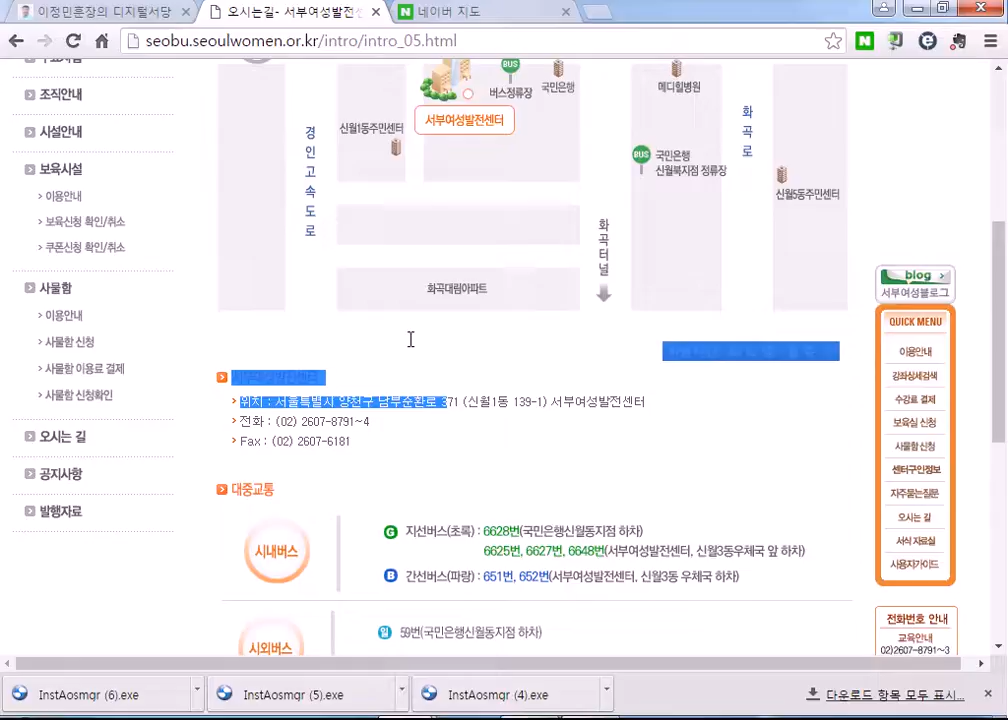 이정민훈장의 디지털서당
오시는길- 서부여성발전센
네이버 지도
seobu.seoulwomen.or.kr/intro/intro_05.html
조직안내
시설안내
보육시설
> 이용안내
> 보육신청 확인/취소
> 쿠폰신청 확인/취소
사물함
> 이용안내
> 사물함 신청
> 사물함 이용료 결제
> 사물함 신청확인
오시는 길
공지사항
발행자료
BUS
버스정류장
국민은행
메디힐병원
신월1동주민센터
서부여성발전센터
경인고속도로
화곡로
BUS
국민은행
신월북지점 정류장
신월5동주민센터
화곡터널
화곡대림아파트
서부여성발전센터
위치 : 서울특별시 양천구 남부순환로 371 (신월1동 139-1) 서부여성발전센터
전화 : (02) 2607-8791~4
Fax : (02) 2607-6181
대중교통
시내버스
G 지선버스(초록) : 6628번(국민은행신월동지점 하차)
6625번, 6627번, 6648번(서부여성발전센터, 신월3동우체국 앞 하차)
B 간선버스(파랑) : 651번, 652번(서부여성발전센터, 신월3동 우체국 하차)
시외버스
일 59번(국민은행신월동지점 하차)
blog >
서부여성블로그
QUICK MENU
이용안내
강좌상세검색
수강료 결제
보육실 신청
사물함 신청
센터구인정보
자주묻는질문
오시는 길
서식 자료실
사용자가이드
전화번호 안내
교육안내
02)2607-8791~3
InstAosmgr (6).exe
InstAosmgr (5).exe
InstAosmgr (4).exe
다운로드 항목 모두 표시...